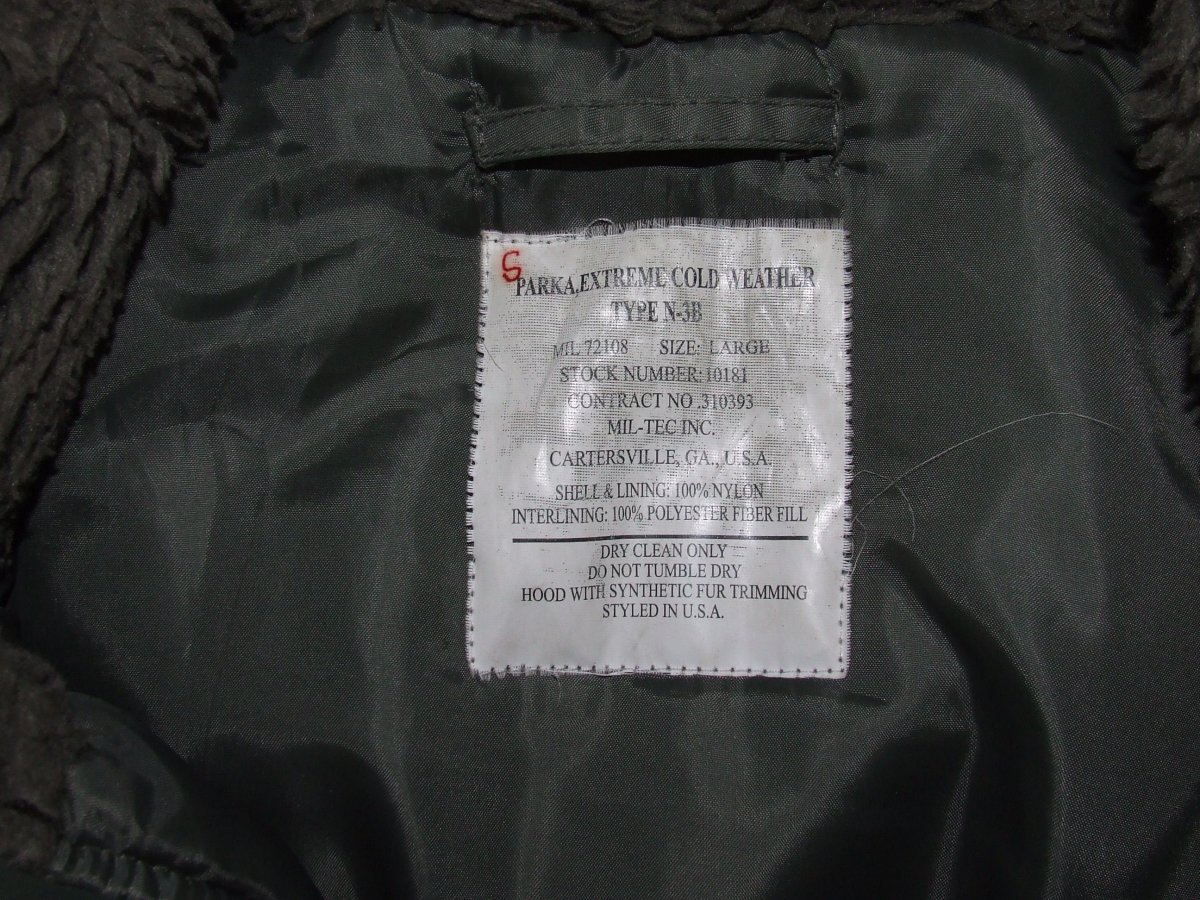 S
PARKA,EXTREME COLD WEATHER
TYPE N-3B
MIL 72108 SIZE: LARGE
STOCK NUMBER: 10181
CONTRACT NO .310393
MIL-TEC INC.
CARTERSVILLE, GA., U.S.A.
SHELL & LINING: 100% NYLON
INTERLINING: 100% POLYESTER FIBER FILL
DRY CLEAN ONLY
DO NOT TUMBLE DRY
HOOD WITH SYNTHETIC FUR TRIMMING
STYLED IN U.S.A.